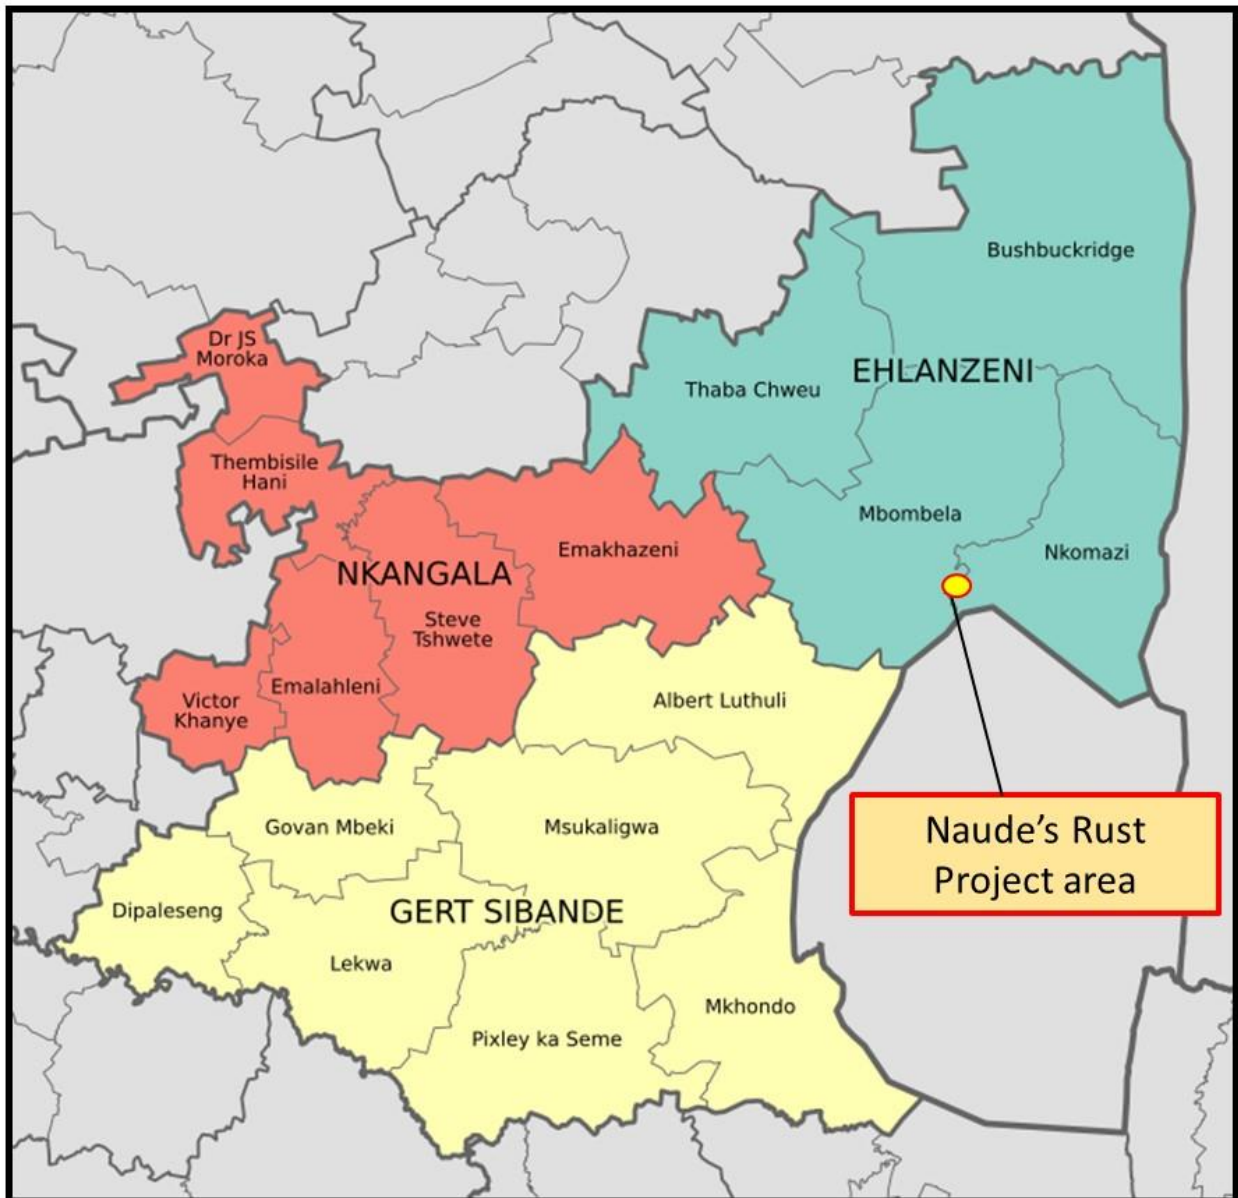 Bushbuckridge
Dr JS
Moroka
EHLANZENI
Thaba Chweu
Thembisile
Hani
Mbombela
Emakhazeni
Nkomazi
NKANGALA
Steve
Tshwete
Emalahleni
Victor
Khanye
Albert Luthuli
Govan Mbeki
Msukaligwa
Naude’s Rust
Project area
Dipaleseng
GERT SIBANDE
Lekwa
Mkhondo
Pixley ka Seme